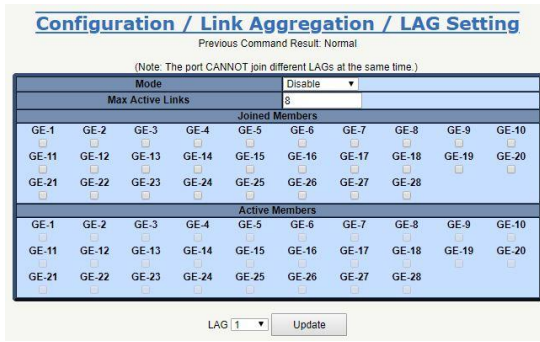 Configuration / Link Aggregation / LAG Setting
Previous Command Result: Normal
(Note: The port CANNOT join different LAGs at the same time.)
Mode Disable
Max Active Links 8
Joined Members
GE-1 GE-2 GE-3 GE-4 GE-5 GE-6 GE-7 GE-8 GE-9 GE-10
GE-11 GE-12 GE-13 GE-14 GE-15 GE-16 GE-17 GE-18 GE-19 GE-20
GE-21 GE-22 GE-23 GE-24 GE-25 GE-26 GE-27 GE-28
Active Members
GE-1 GE-2 GE-3 GE-4 GE-5 GE-6 GE-7 GE-8 GE-9 GE-10
GE-11 GE-12 GE-13 GE-14 GE-15 GE-16 GE-17 GE-18 GE-19 GE-20
GE-21 GE-22 GE-23 GE-24 GE-25 GE-26 GE-27 GE-28
LAG 1 Update